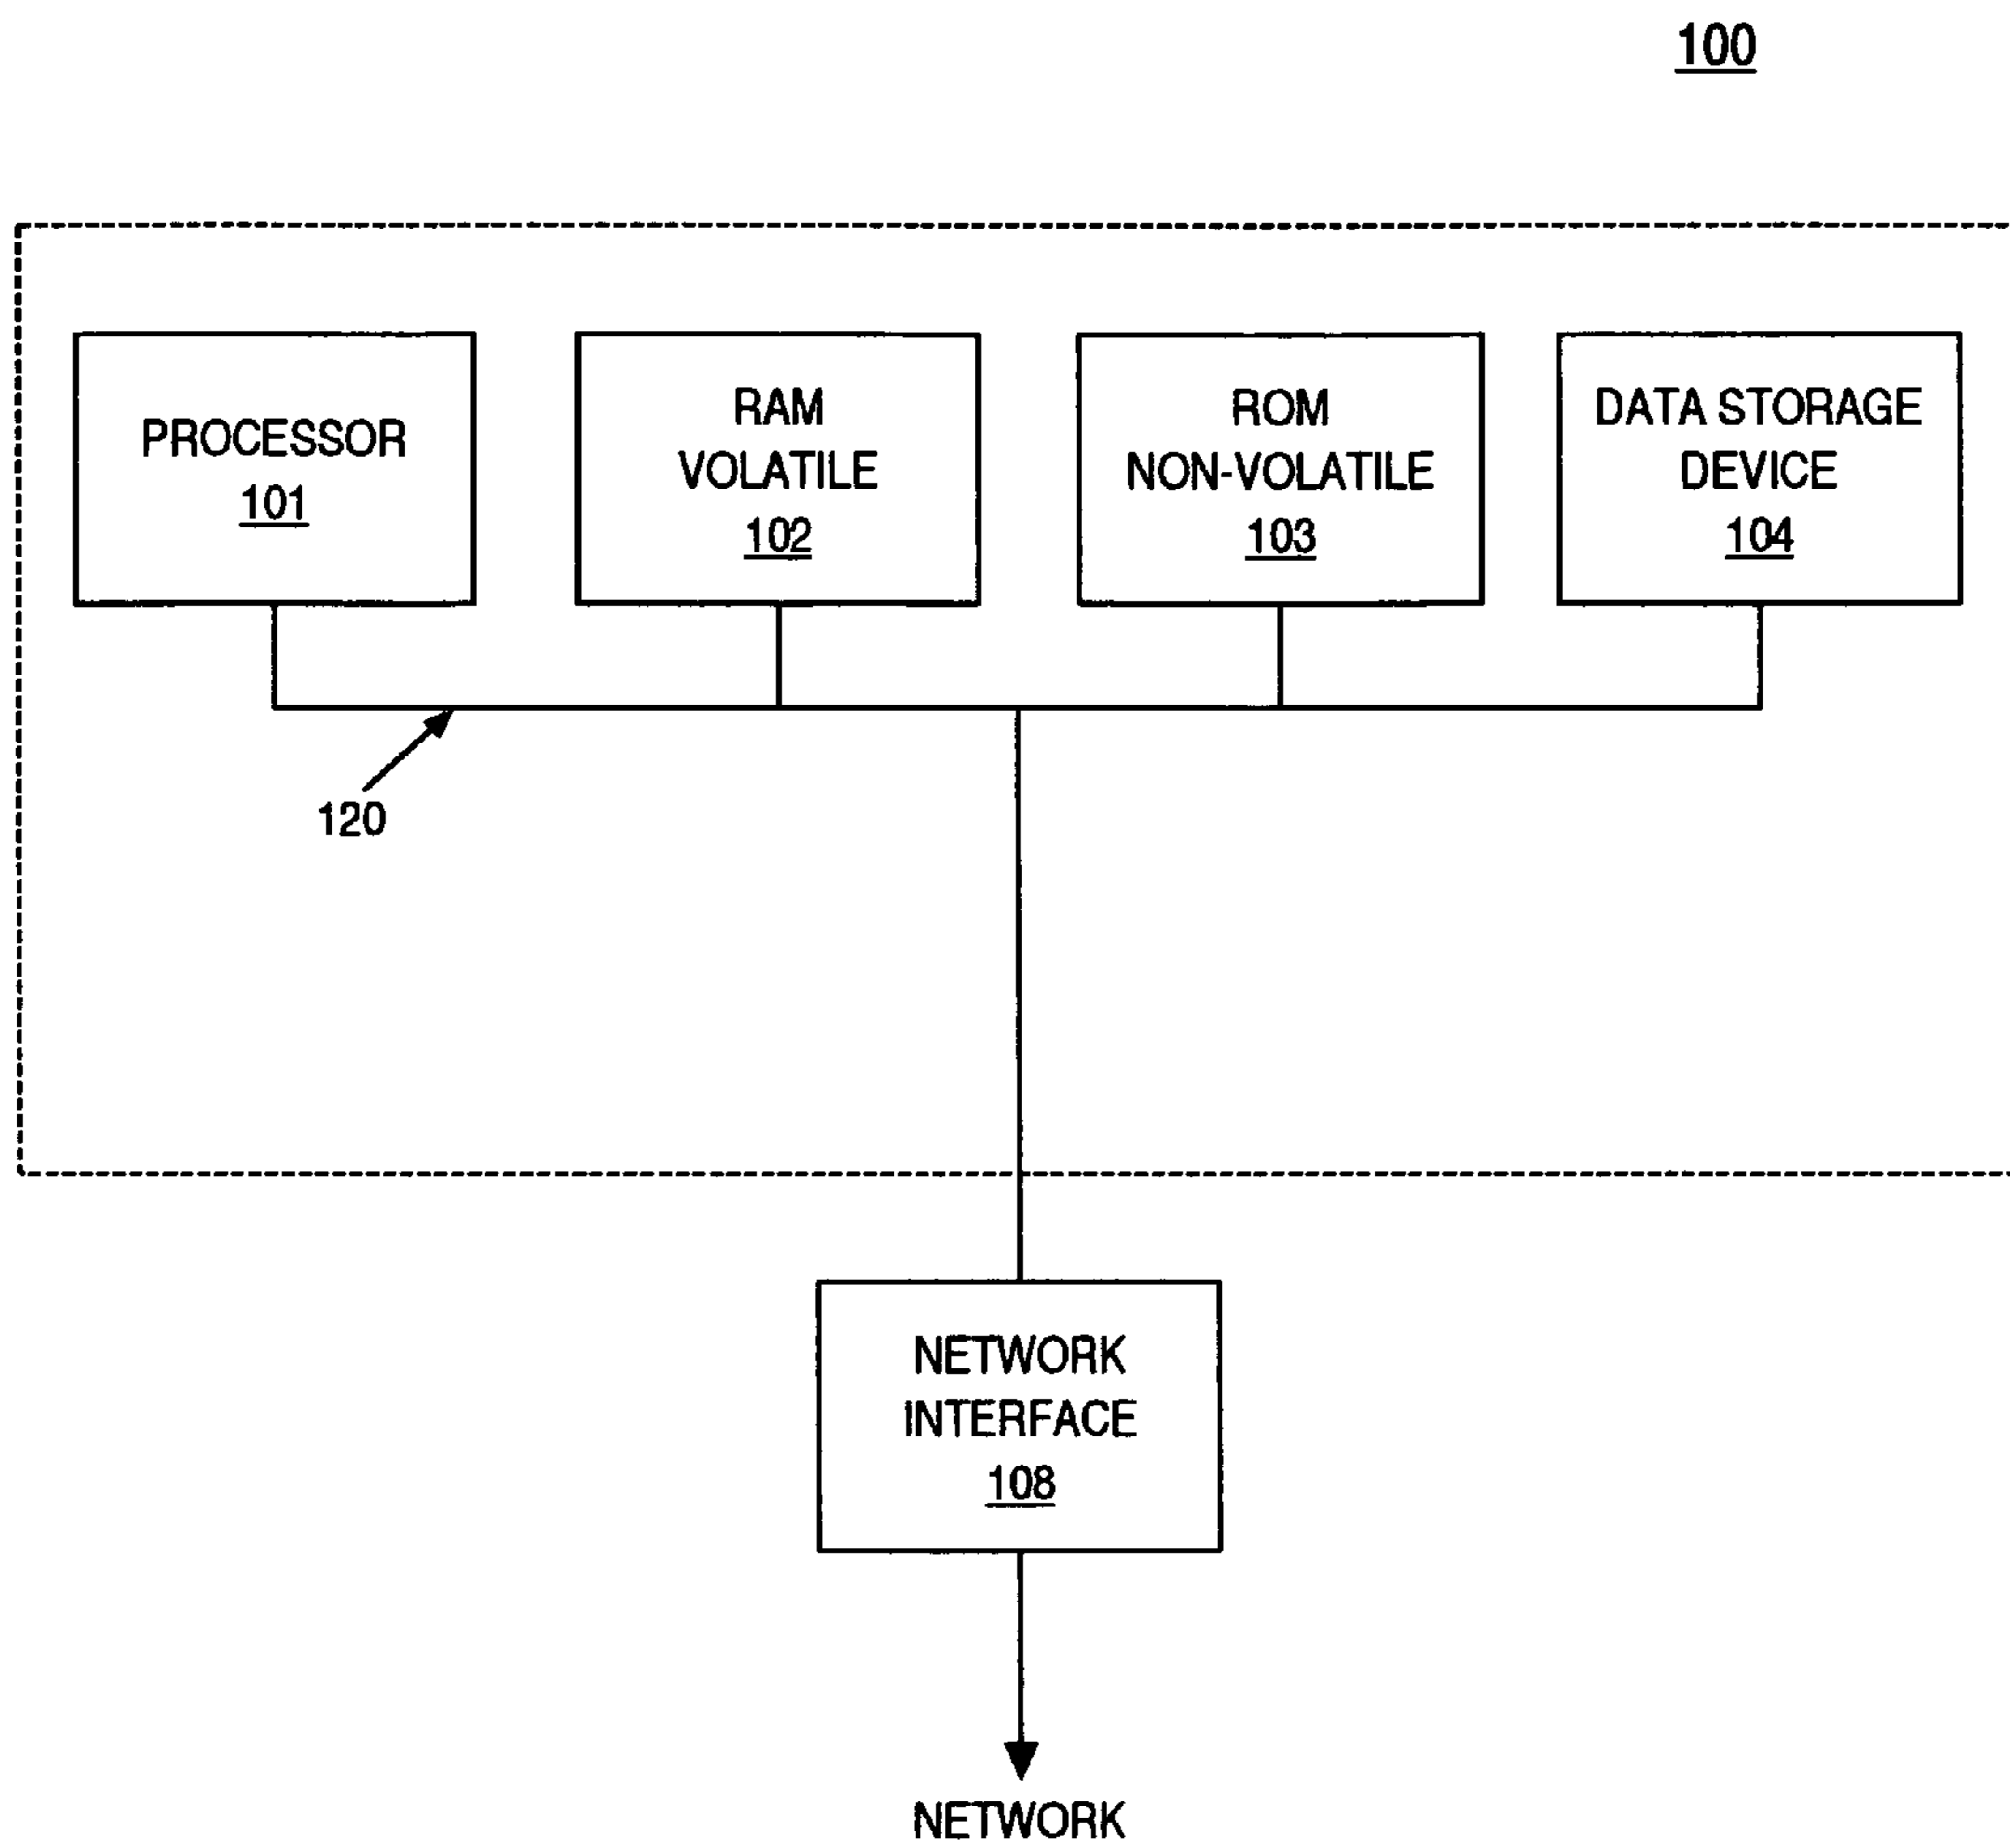 100
PROCESSOR
101
RAM
VOLATILE
102
ROM
NON-VOLATILE
103
DATA STORAGE
DEVICE
104
120
NETWORK
INTERFACE
108
NETWORK